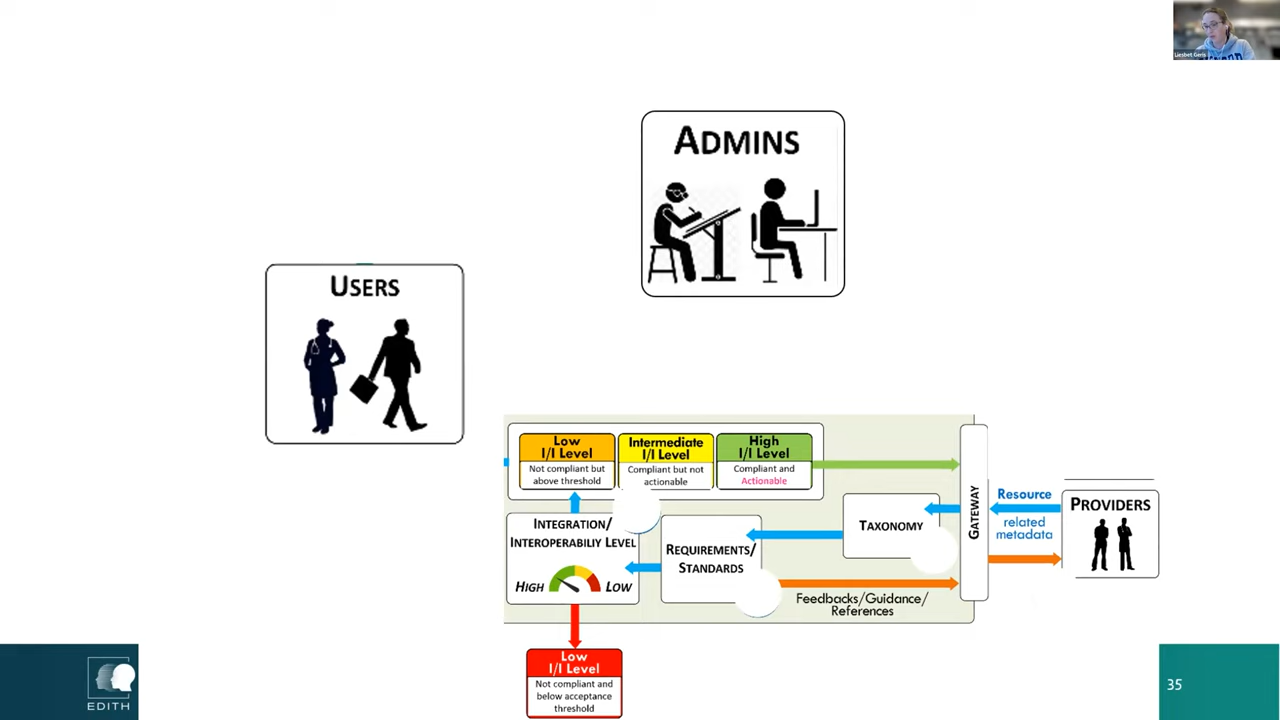 Liesbet Geris
ADMINS
USERS
Low
I/I Level
Not compliant but
above threshold
Intermediate
I/I Level
Compliant but not
actionable
High
I/I Level
Compliant and
Actionable
INTEGRATION/
INTEROPERABILIY LEVEL
HIGH
LOW
REQUIREMENTS/
STANDARDS
TAXONOMY
Feedbacks/Guidance/
References
GATEWAY
Resource
related
metadata
PROVIDERS
Low
I/I Level
Not compliant and
below acceptance
threshold
EDITH
35